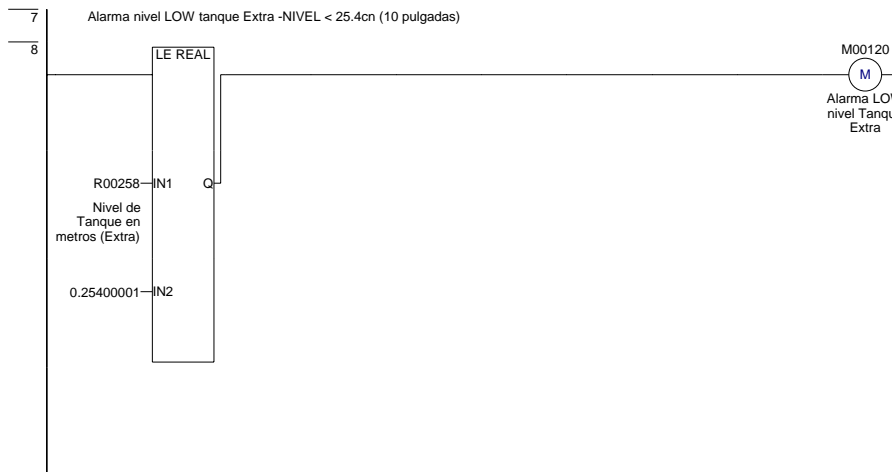 7
Alarma nivel LOW tanque Extra -NIVEL < 25.4cn (10 pulgadas)
8
LE REAL
M00120
M
Alarma LOW
nivel Tanqu
Extra
R00258
IN1
Q
Nivel de
Tanque en
metros (Extra)
0.25400001
IN2